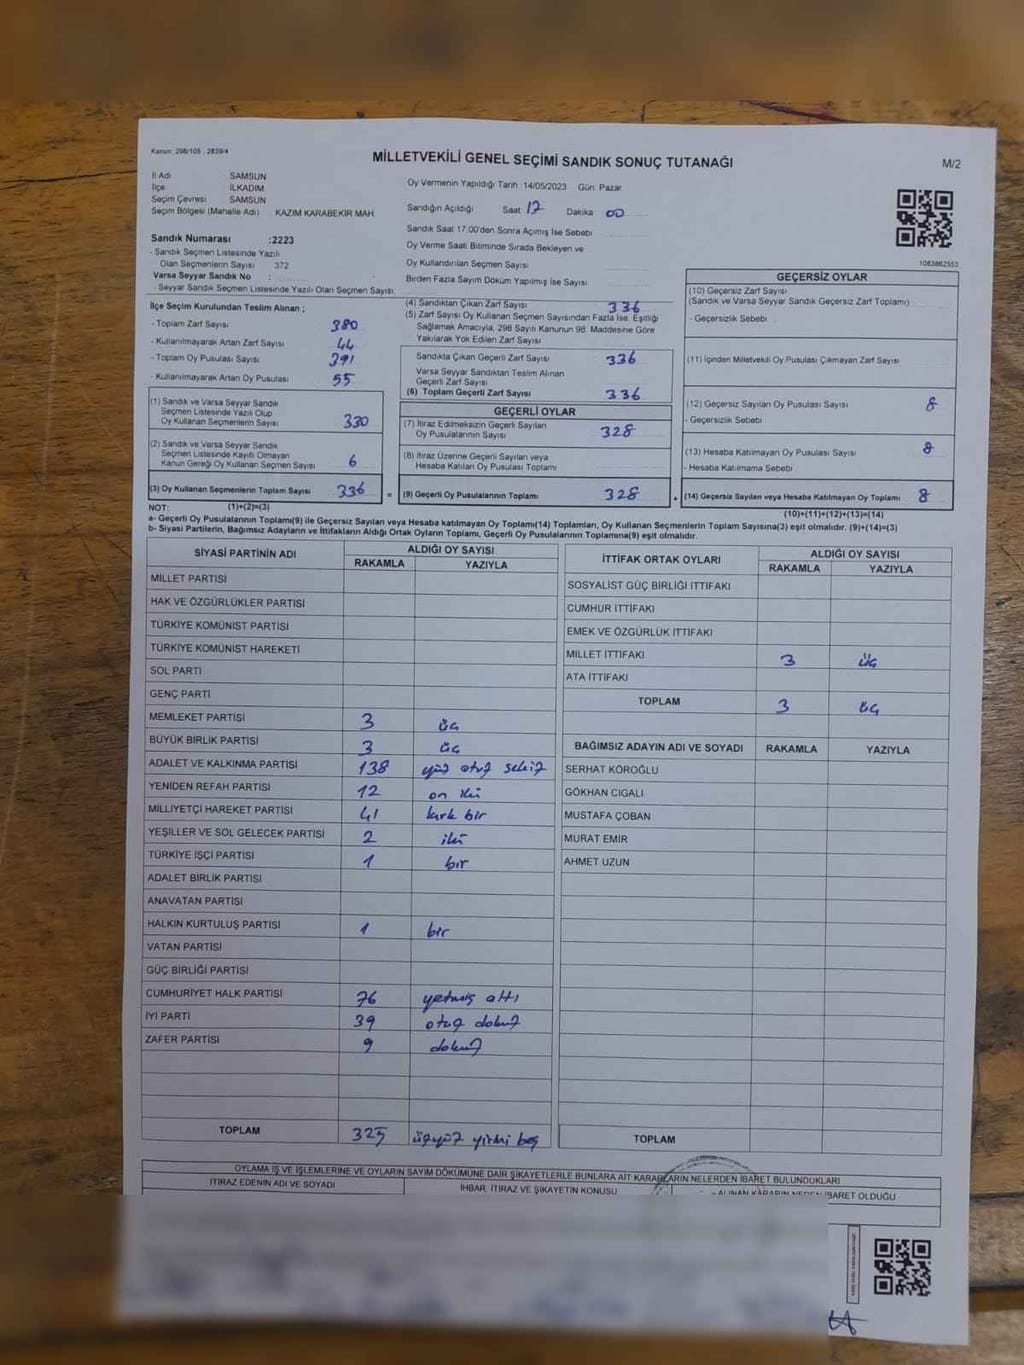 Kanun: 298/105 , 2839/4
MİLLETVEKİLİ GENEL SEÇİMİ SANDIK SONUÇ TUTANAĞI
M/2
İl Adı SAMSUN
İlçe İLKADIM
Seçim Çevresi SAMSUN
Seçim Bölgesi (Mahalle Adı) KAZIM KARABEKİR MAH.
Oy Vermenin Yapıldığı Tarih 14/05/2023 Gün: Pazar
Sandığın Açıldığı Saat 17 Dakika 00
Sandık Saat 17:00'den Sonra Açılmış İse Sebebi
Oy Verme Saati Bitiminde Sırada Bekleyen ve
Oy Kullandırılan Seçmen Sayısı
Birden Fazla Sayım Döküm Yapılmış İse Sayısı
Sandık Numarası :2223
- Sandık Seçmen Listesinde Yazılı
Olan Seçmenlerin Sayısı 372
Varsa Seyyar Sandık No :
- Seyyar Sandık Seçmen Listesinde Yazılı Olan Seçmen Sayısı
1083862553
İlçe Seçim Kurulundan Teslim Alınan ;
- Toplam Zarf Sayısı 380
- Kullanılmayarak Artan Zarf Sayısı 44
- Toplam Oy Pusulası Sayısı 391
- Kullanılmayarak Artan Oy Pusulası 55
(1) Sandık ve Varsa Seyyar Sandık
Seçmen Listesinde Yazılı Olup
Oy Kullanan Seçmenlerin Sayısı 330
(2) Sandık ve Varsa Seyyar Sandık
Seçmen Listesinde Kayıtlı Olmayan
Kanun Gereği Oy Kullanan Seçmen Sayısı 6
(3) Oy Kullanan Seçmenlerin Toplam Sayısı 336 =
(4) Sandıktan Çıkan Zarf Sayısı 336
(5) Zarf Sayısı Oy Kullanan Seçmen Sayısından Fazla İse, Eşitliği
Sağlamak Amacıyla, 298 Sayılı Kanunun 98. Maddesine Göre
Yakılarak Yok Edilen Zarf Sayısı
Sandıkta Çıkan Geçerli Zarf Sayısı 336
Varsa Seyyar Sandıktan Teslim Alınan
Geçerli Zarf Sayısı
(6) Toplam Geçerli Zarf Sayısı 336
GEÇERLİ OYLAR
(7) İtiraz Edilmeksizin Geçerli Sayılan
Oy Pusulalarının Sayısı 328
(8) İtiraz Üzerine Geçerli Sayılan veya
Hesaba Katılan Oy Pusulası Toplamı
(9) Geçerli Oy Pusulalarının Toplamı 328 +
GEÇERSİZ OYLAR
(10) Geçersiz Zarf Sayısı
(Sandık ve Varsa Seyyar Sandık Geçersiz Zarf Toplamı)
- Geçersizlik Sebebi
(11) İçinden Milletvekili Oy Pusulası Çıkmayan Zarf Sayısı
(12) Geçersiz Sayılan Oy Pusulası Sayısı 8
- Geçersizlik Sebebi
(13) Hesaba Katılmayan Oy Pusulası Sayısı 8
- Hesaba Katılmama Sebebi
(14) Geçersiz Sayılan veya Hesaba Katılmayan Oy Toplamı 8
NOT: (1)+(2)=(3)
(10)+(11)+(12)+(13)=(14)
a- Geçerli Oy Pusulalarının Toplamı(9) ile Geçersiz Sayılan veya Hesaba katılmayan Oy Toplamı(14) Toplamları, Oy Kullanan Seçmenlerin Toplam Sayısına(3) eşit olmalıdır. (9)+(14)=(3)
b- Siyasi Partilerin, Bağımsız Adayların ve İttifakların Aldığı Ortak Oyların Toplamı, Geçerli Oy Pusulalarının Toplamına(9) eşit olmalıdır.
SİYASİ PARTİNİN ADI ALDIĞI OY SAYISI
RAKAMLA YAZIYLA
MİLLET PARTİSİ
HAK VE ÖZGÜRLÜKLER PARTİSİ
TÜRKİYE KOMÜNİST PARTİSİ
TÜRKİYE KOMÜNİST HAREKETİ
SOL PARTİ
GENÇ PARTİ
MEMLEKET PARTİSİ 3 üç
BÜYÜK BİRLİK PARTİSİ 3 üç
ADALET VE KALKINMA PARTİSİ 138 yüz otuz sekiz
YENİDEN REFAH PARTİSİ 12 on iki
MİLLİYETÇİ HAREKET PARTİSİ 41 kırk bir
YEŞİLLER VE SOL GELECEK PARTİSİ 2 iki
TÜRKİYE İŞÇİ PARTİSİ 1 bir
ADALET BİRLİK PARTİSİ
ANAVATAN PARTİSİ
HALKIN KURTULUŞ PARTİSİ 1 bir
VATAN PARTİSİ
GÜÇ BİRLİĞİ PARTİSİ
CUMHURİYET HALK PARTİSİ 76 yetmiş altı
İYİ PARTİ 39 otuz dokuz
ZAFER PARTİSİ 9 dokuz
TOPLAM 325 üçyüz yirmi beş
İTTİFAK ORTAK OYLARI ALDIĞI OY SAYISI
RAKAMLA YAZIYLA
SOSYALİST GÜÇ BİRLİĞİ İTTİFAKI
CUMHUR İTTİFAKI
EMEK VE ÖZGÜRLÜK İTTİFAKI
MİLLET İTTİFAKI 3 üç
ATA İTTİFAKI
TOPLAM 3 üç
BAĞIMSIZ ADAYIN ADI VE SOYADI RAKAMLA YAZIYLA
SERHAT KÖROĞLU
GÖKHAN CIGALI
MUSTAFA ÇOBAN
MURAT EMİR
AHMET UZUN
TOPLAM
OYLAMA İŞ VE İŞLEMLERİNE VE OYLARIN SAYIM DÖKÜMÜNE DAİR ŞİKAYETLERLE BUNLARA AİT KARARLARIN NELERDEN İBARET BULUNDUKLARI
İTİRAZ EDENİN ADI VE SOYADI İHBAR, İTİRAZ VE ŞİKAYETİN KONUSU ALINAN KARARIN NEDEN İBARET OLDUĞU